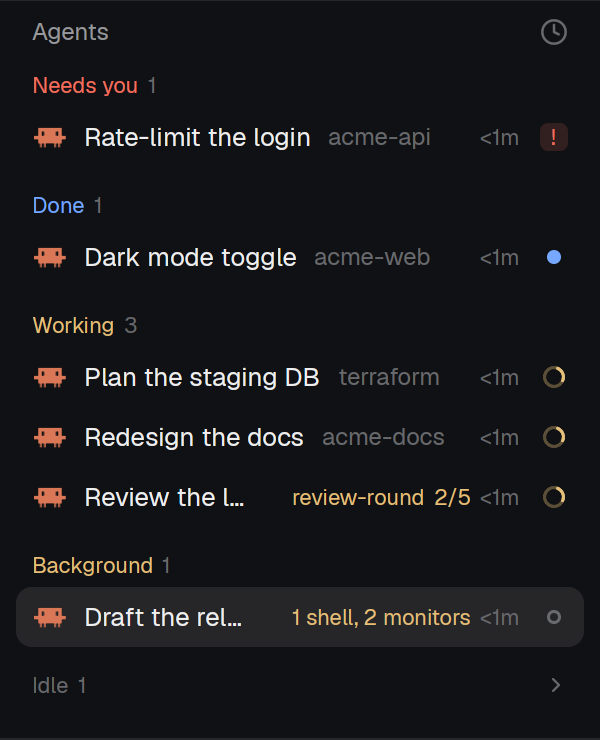 Agents
Needs you 1
Rate-limit the login acme-api <1m !
Done 1
Dark mode toggle acme-web <1m
Working 3
Plan the staging DB terraform <1m
Redesign the docs acme-docs <1m
Review the l... review-round 2/5 <1m
Background 1
Draft the rel... 1 shell, 2 monitors <1m
Idle 1